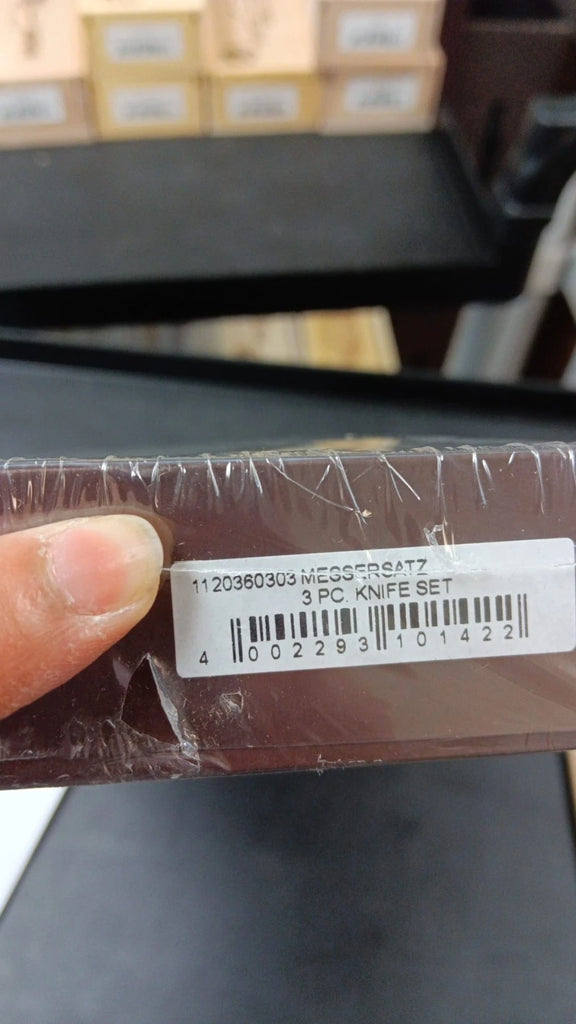 1120360303 MESSERSATZ
3 PC. KNIFE SET
4 002293 101422